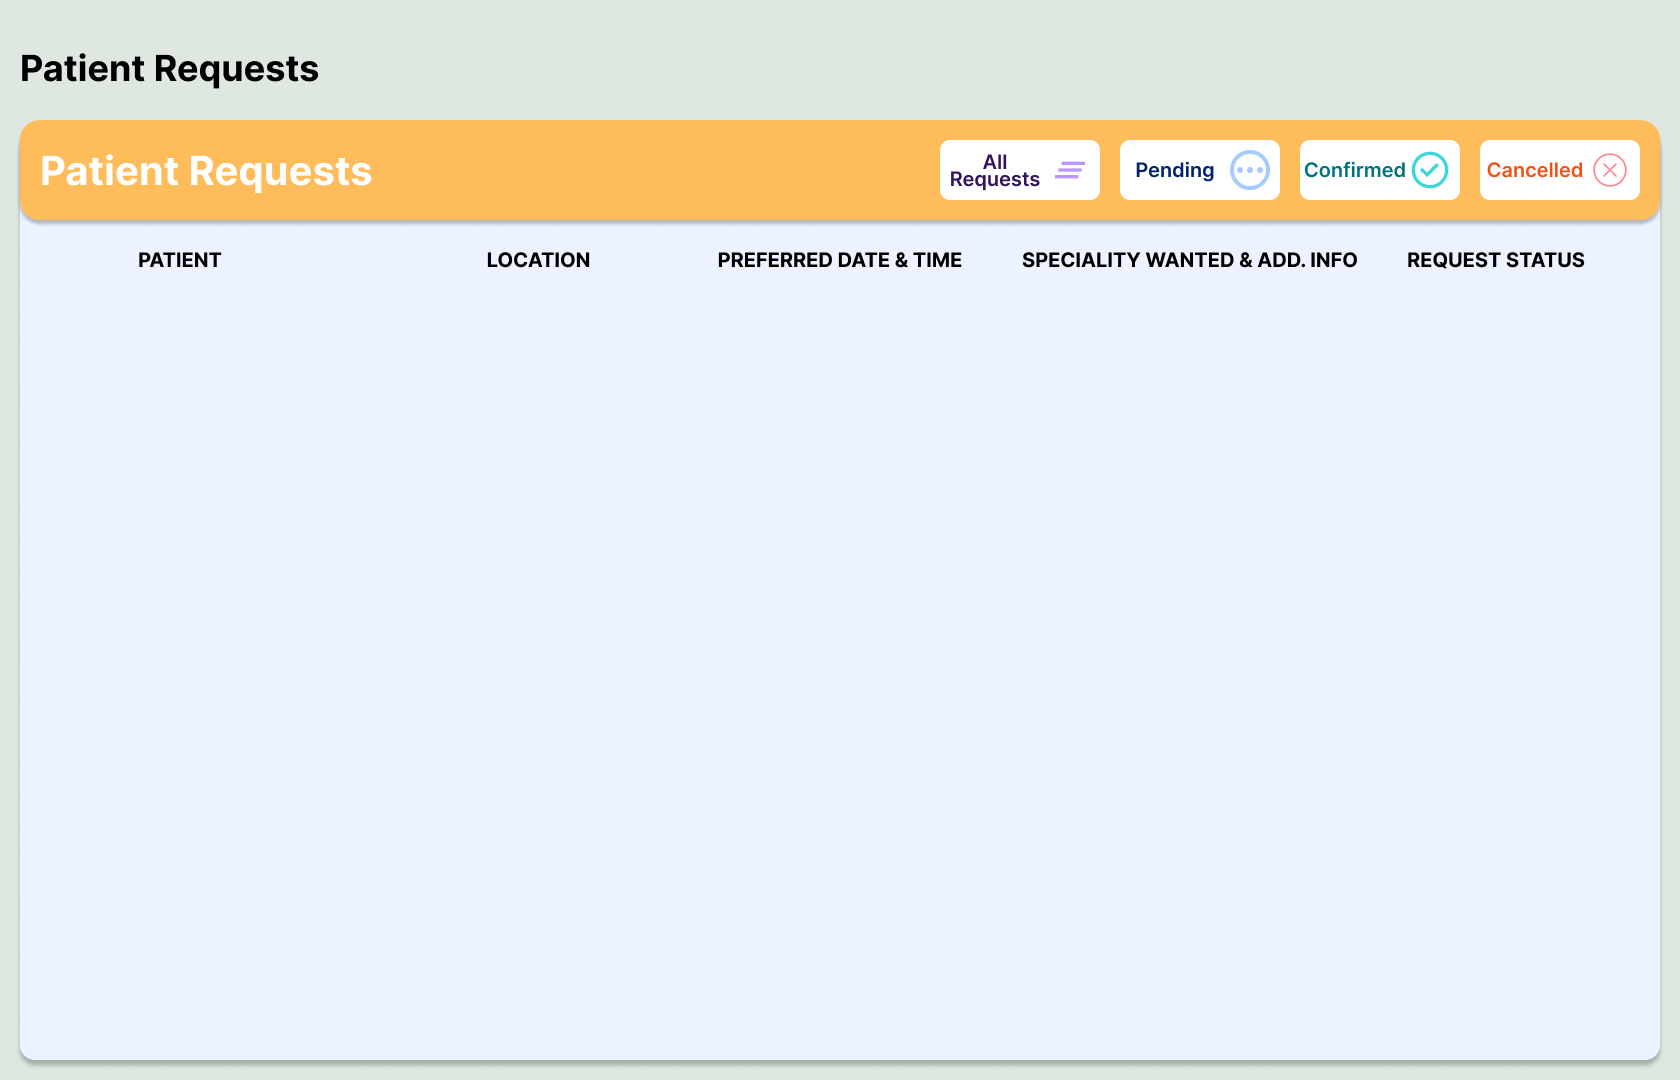 Patient Requests
Patient Requests
All
Requests
Pending
Confirmed
Cancelled
PATIENT
LOCATION
PREFERRED DATE & TIME
SPECIALITY WANTED & ADD. INFO
REQUEST STATUS